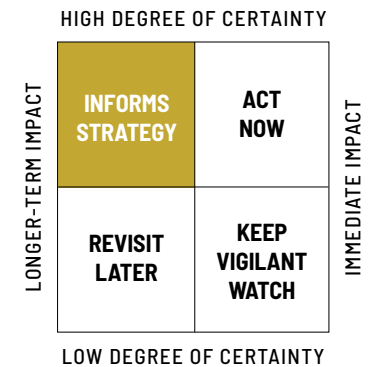 HIGH DEGREE OF CERTAINTY
LONGER-TERM IMPACT
INFORMS
STRATEGY
ACT
NOW
IMMEDIATE IMPACT
REVISIT
LATER
KEEP
VIGILANT
WATCH
LOW DEGREE OF CERTAINTY